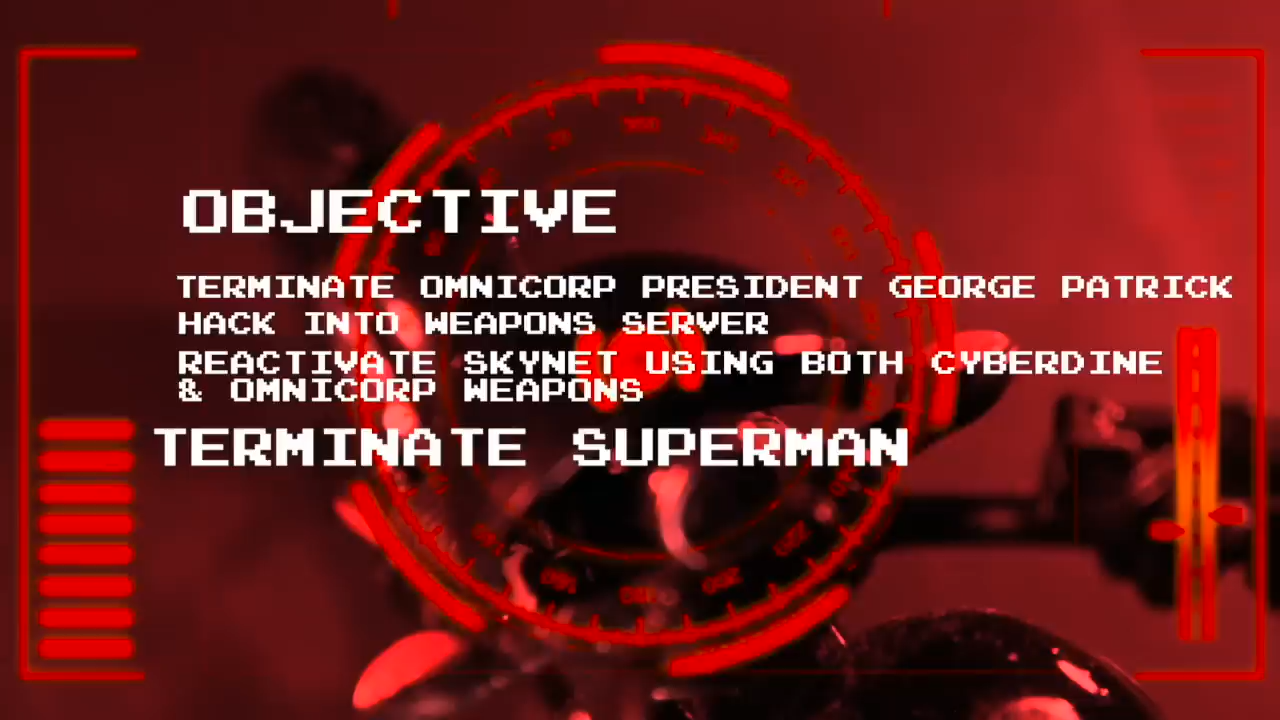 OBJECTIVE
TERMINATE OMNICORP PRESIDENT GEORGE PATRICK
HACK INTO WEAPONS SERVER
REACTIVATE SKYNET USING BOTH CYBERDINE
& OMNICORP WEAPONS
TERMINATE SUPERMAN